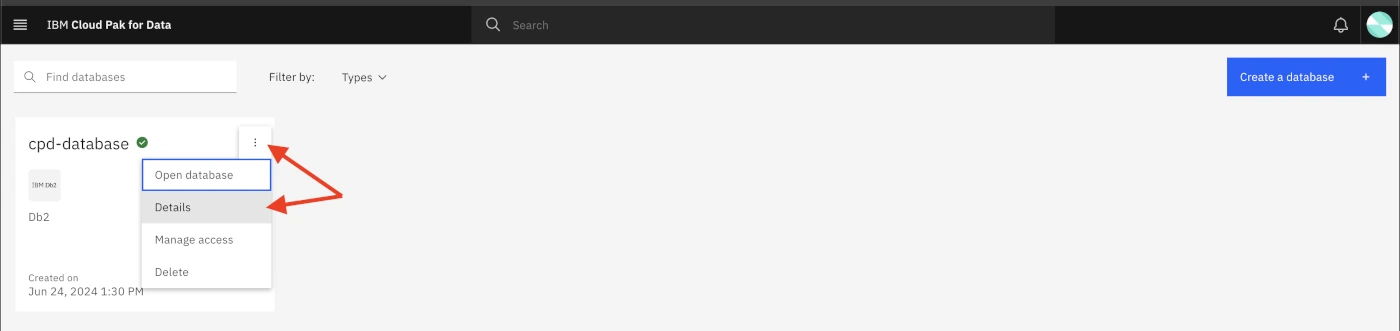 IBM Cloud Pak for Data
Search
Find databases
Filter by:
Types
Create a database +
cpd-database
Open database
IBM Db2
Details
Db2
Manage access
Delete
Created on
Jun 24, 2024 1:30 PM